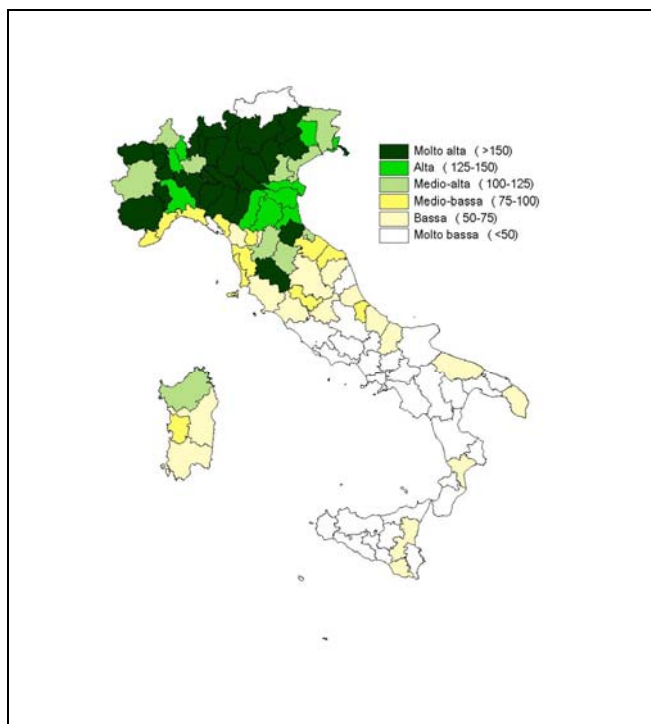 Molto alta (>150)
Alta (125-150)
Medio-alta (100-125)
Medio-bassa (75-100)
Bassa (50-75)
Molto bassa (<50)